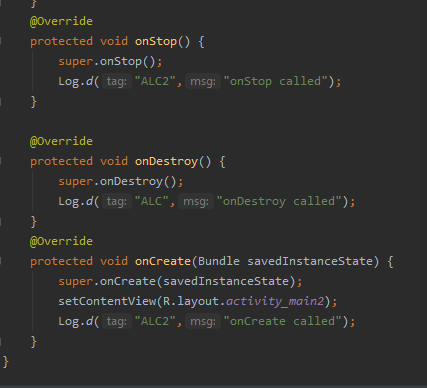 }
@Override
protected void onStop() {
super.onStop();
Log.d( tag: "ALC2", msg: "onStop called");
}
@Override
protected void onDestroy() {
super.onDestroy();
Log.d( tag: "ALC", msg: "onDestroy called");
}
@Override
protected void onCreate(Bundle savedInstanceState) {
super.onCreate(savedInstanceState);
setContentView(R.layout.activity_main2);
Log.d( tag: "ALC2", msg: "onCreate called");
}
}